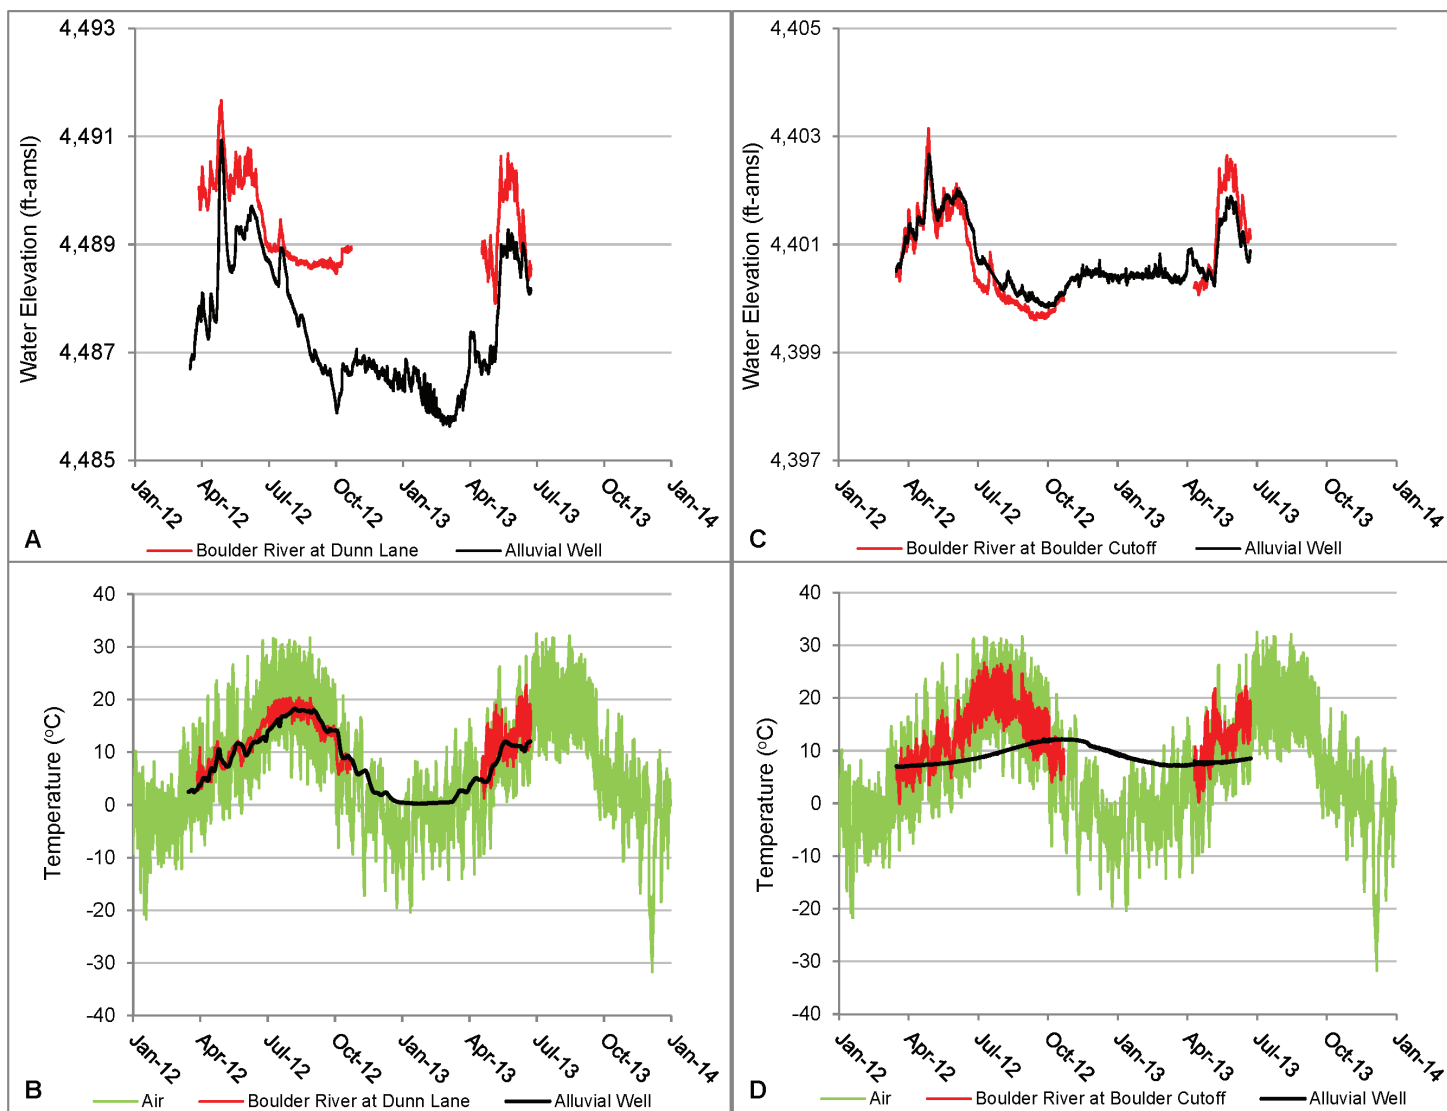 4,493
4,491
4,489
4,487
4,485
Water Elevation (ft-amsl)
Jan-12
Apr-12
Jul-12
Oct-12
Jan-13
Apr-13
Jul-13
Oct-13
Jan-14
A
Boulder River at Dunn Lane
Alluvial Well
4,405
4,403
4,401
4,399
4,397
Water Elevation (ft-amsl)
Jan-12
Apr-12
Jul-12
Oct-12
Jan-13
Apr-13
Jul-13
Oct-13
Jan-14
C
Boulder River at Boulder Cutoff
Alluvial Well
40
30
20
10
0
-10
-20
-30
-40
Temperature (°C)
Jan-12
Apr-12
Jul-12
Oct-12
Jan-13
Apr-13
Jul-13
Oct-13
Jan-14
B
Air
Boulder River at Dunn Lane
Alluvial Well
40
30
20
10
0
-10
-20
-30
-40
Temperature (°C)
Jan-12
Apr-12
Jul-12
Oct-12
Jan-13
Apr-13
Jul-13
Oct-13
Jan-14
D
Air
Boulder River at Boulder Cutoff
Alluvial Well